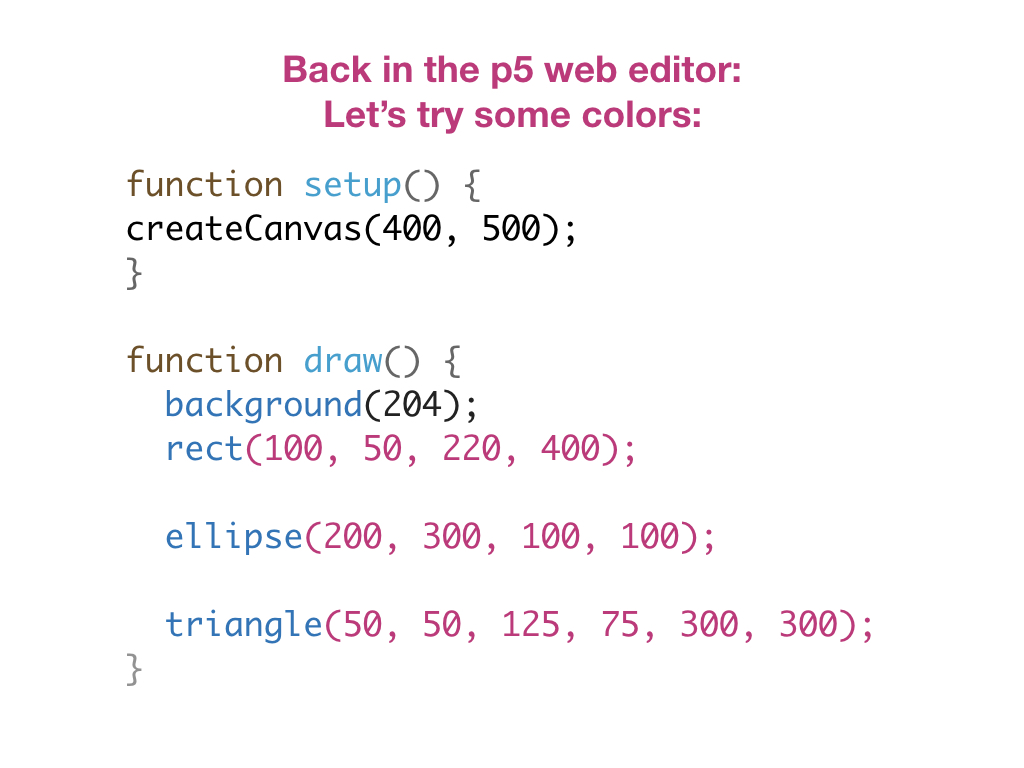 Back in the p5 web editor:
Let’s try some colors:
function setup() {
createCanvas(400, 500);
}
function draw() {
  background(204);
  rect(100, 50, 220, 400);
  ellipse(200, 300, 100, 100);
  triangle(50, 50, 125, 75, 300, 300);
}